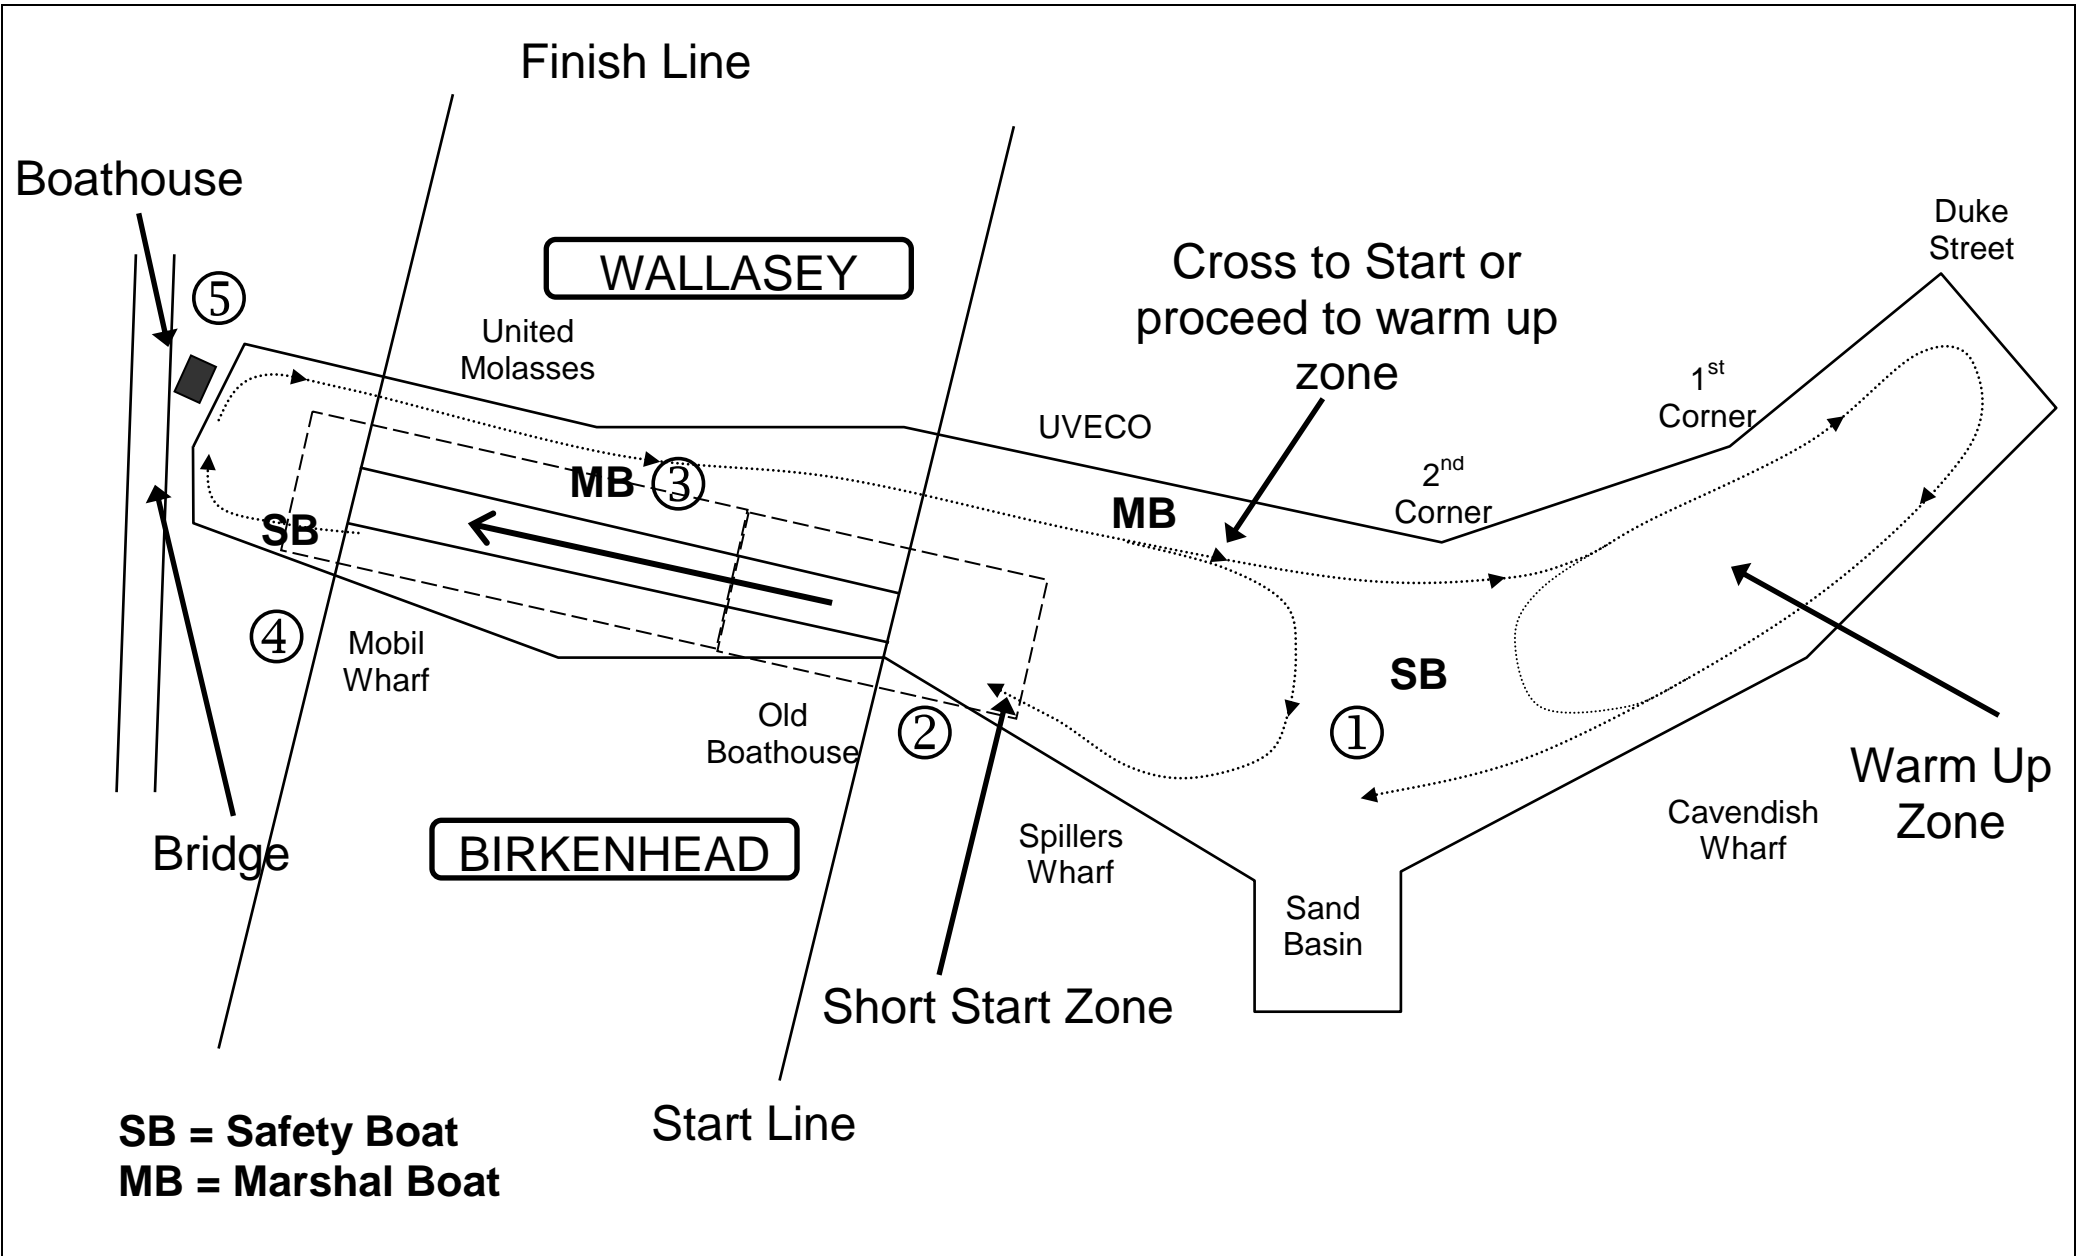 Finish Line
Boathouse
⑤
WALLASEY
United
Molasses
Cross to Start or
proceed to warm up
zone
Duke
Street
1st
Corner
UVECO
2nd
Corner
MB
③
MB
SB
④
Mobil
Wharf
SB
①
②
Old
Boathouse
Warm Up
Zone
Cavendish
Wharf
Bridge
BIRKENHEAD
Spillers
Wharf
Sand
Basin
Short Start Zone
Start Line
SB = Safety Boat
MB = Marshal Boat